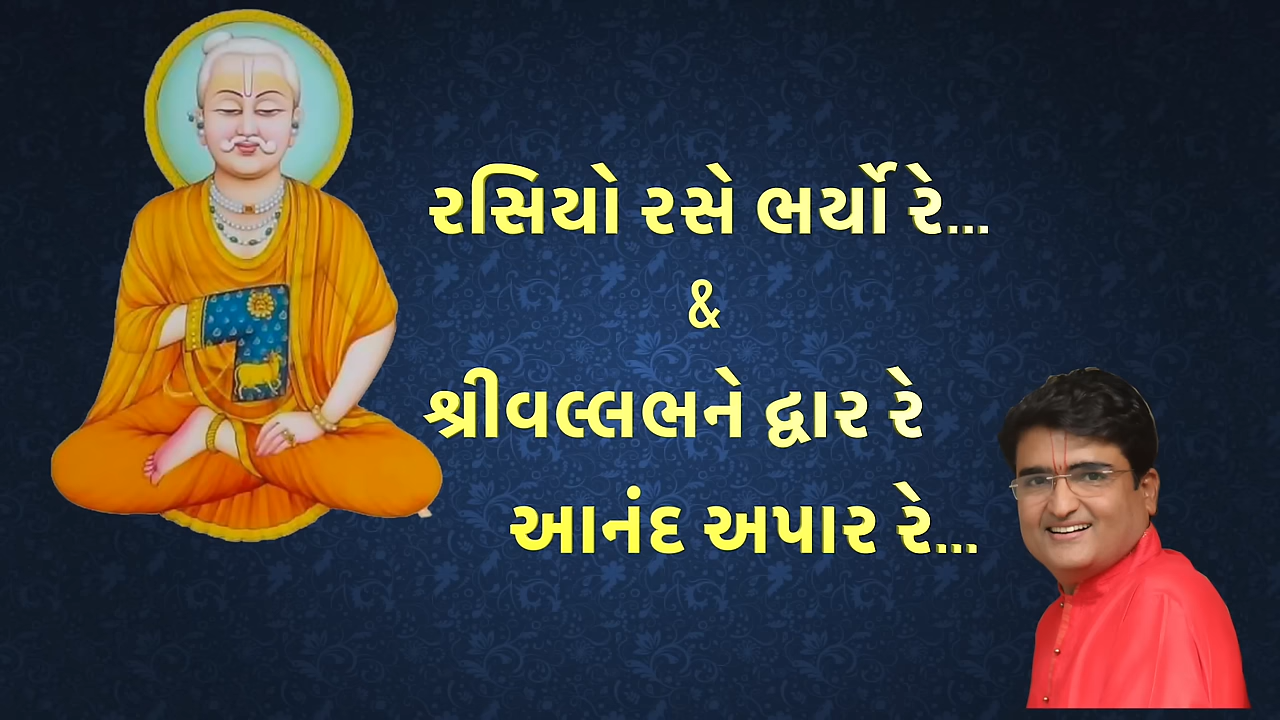 રસિયો રસે ભર્યો રે...
&
શ્રીવલ્લભને દ્વાર રે
આનંદ અપાર રે...